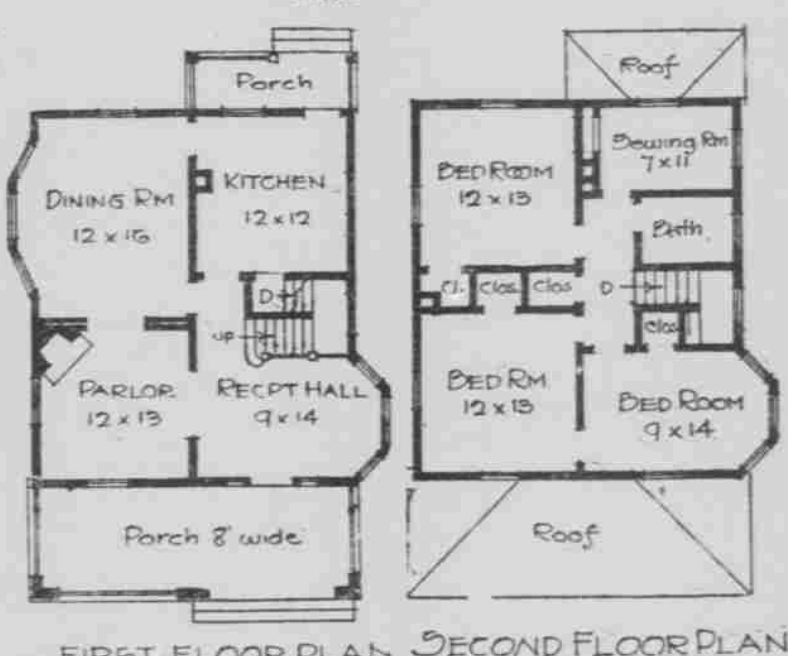 Porch
DINING RM
12 x 15
KITCHEN
12 x 12
D
UP
PARLOR
12 x 13
RECPT HALL
9 x 14
Porch 8' wide
FIRST FLOOR PLAN
Roof
BED ROOM
12 x 13
Sewing Rm
7 x 11
Bath
Cl.
Clos
Clos
D
Clos
BED RM
12 x 13
BED ROOM
9 x 14
Roof
SECOND FLOOR PLAN